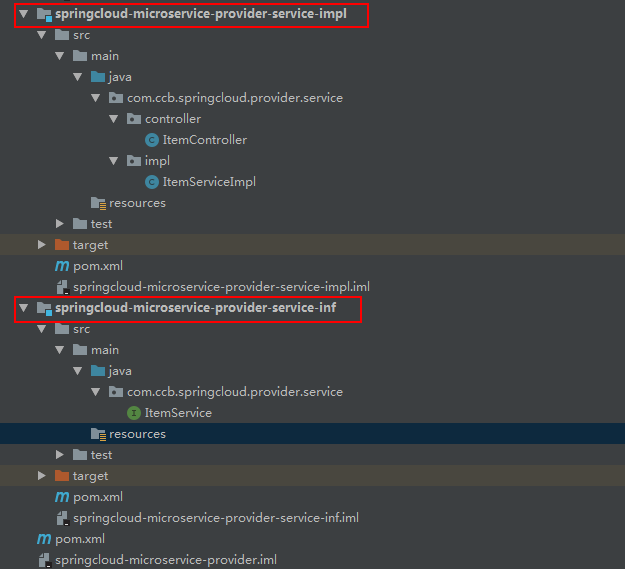 springcloud-microservice-provider-service-impl
src
main
java
com.ccb.springcloud.provider.service
controller
C ItemController
impl
C ItemServiceImpl
resources
test
target
m pom.xml
springcloud-microservice-provider-service-impl.iml
springcloud-microservice-provider-service-inf
src
main
java
com.ccb.springcloud.provider.service
I ItemService
resources
test
target
m pom.xml
springcloud-microservice-provider-service-inf.iml
m pom.xml
springcloud-microservice-provider.iml